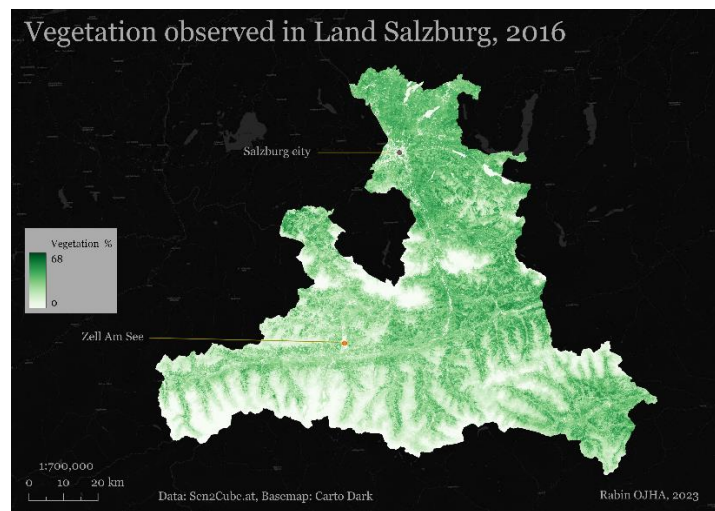 Vegetation observed in Land Salzburg, 2016
Salzburg city
Vegetation %
68
0
Zell Am See
1:700,000
0 10 20 km
Data: Sen2Cube.at, Basemap: Carto Dark
Rabin OJHA, 2023